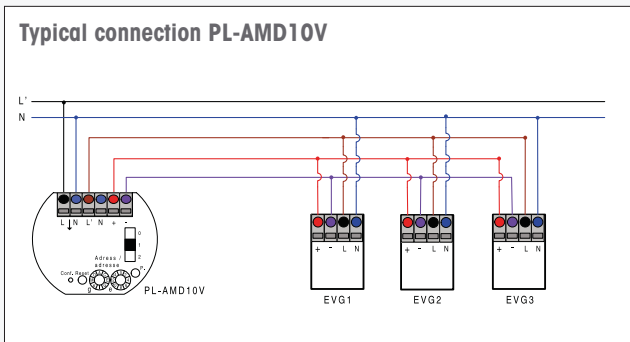 Typical connection PL-AMD10V
L'
N
L N L' N + -
0
1
2
Adress /
adresse
Conf. Reset
P.
g e
PL-AMD10V
+ - L N
+ - L N
+ - L N
EVG1
EVG2
EVG3